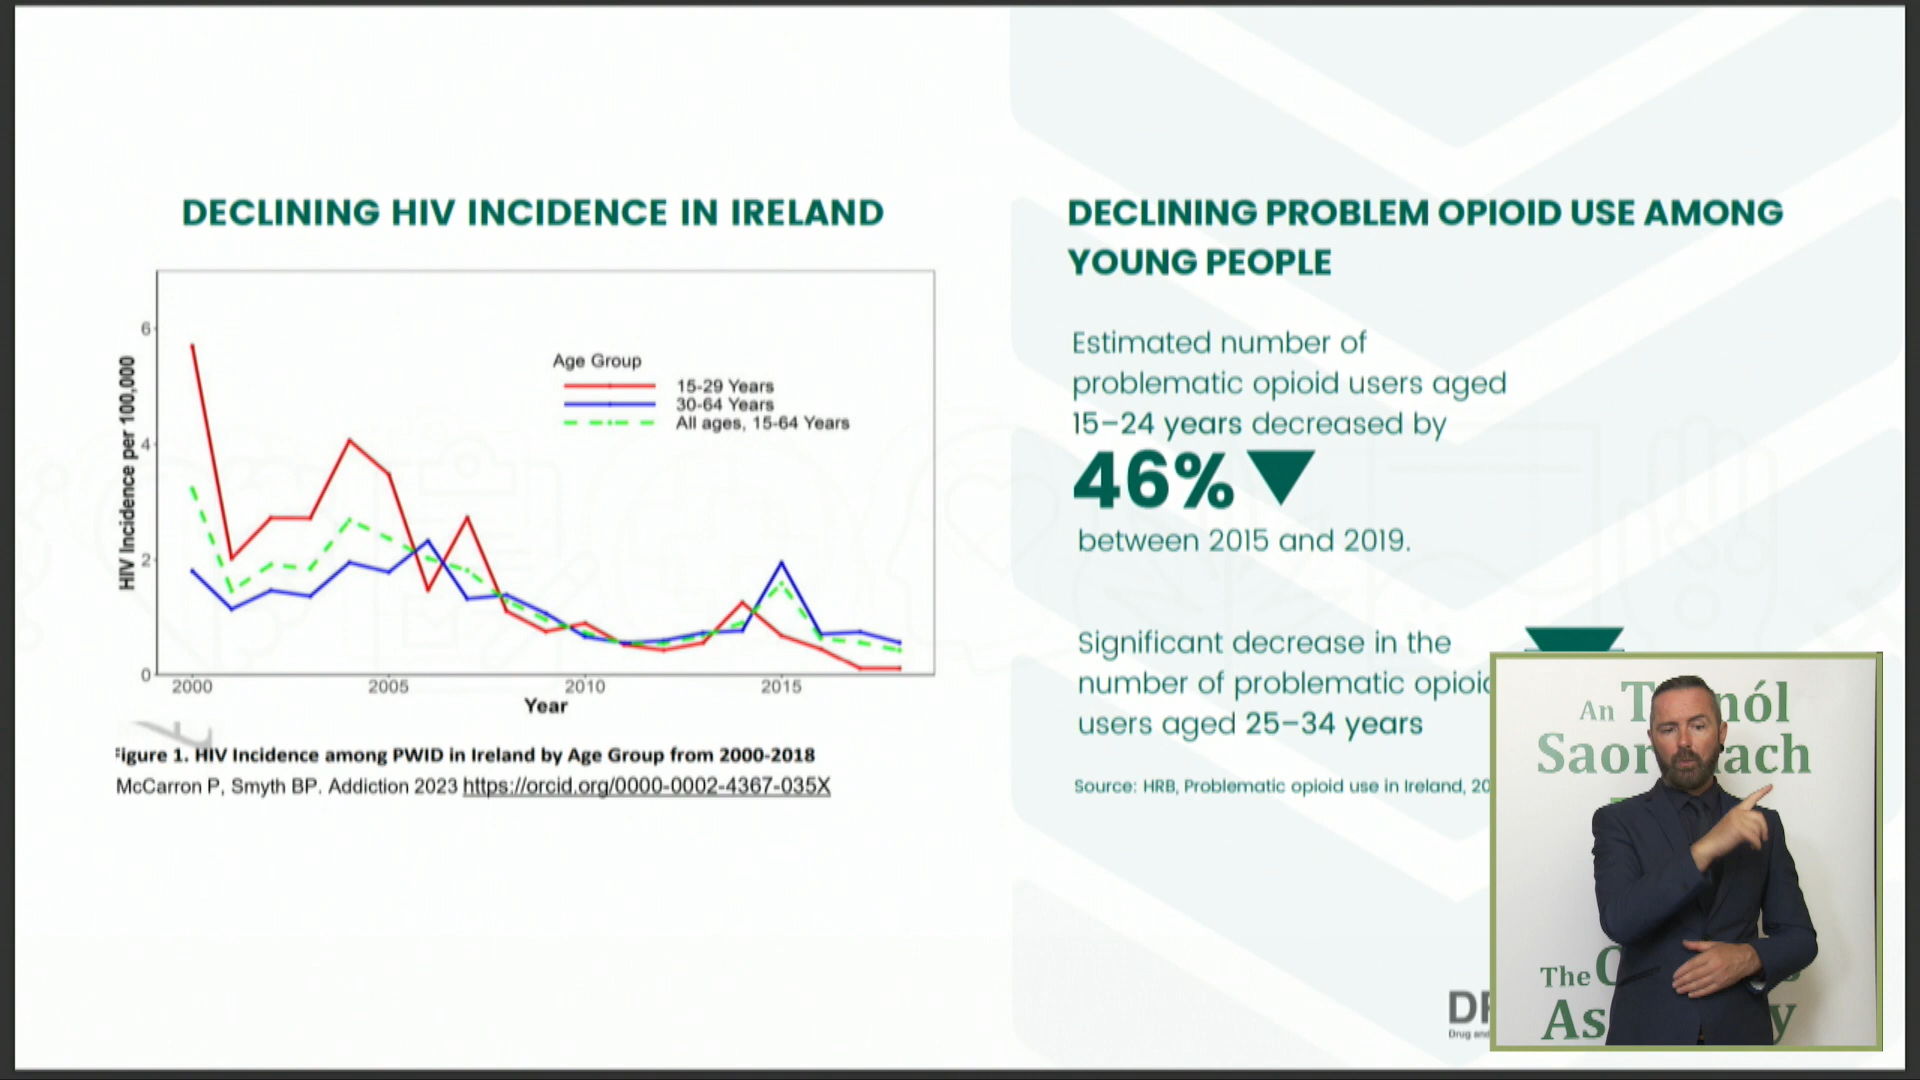 DECLINING HIV INCIDENCE IN IRELAND
HIV Incidence per 100,000
6
4
2
0
Age Group
15-29 Years
30-64 Years
All ages, 15-64 Years
2000
2005
2010
2015
Year
igure 1. HIV Incidence among PWID in Ireland by Age Group from 2000-2018
McCarron P, Smyth BP. Addiction 2023 https://orcid.org/0000-0002-4367-035X
DECLINING PROBLEM OPIOID USE AMONG
YOUNG PEOPLE
Estimated number of
problematic opioid users aged
15–24 years decreased by
46%
between 2015 and 2019.
Significant decrease in the
number of problematic opioid
users aged 25–34 years
Source: HRB, Problematic opioid use in Ireland, 20
Drug and
An
The